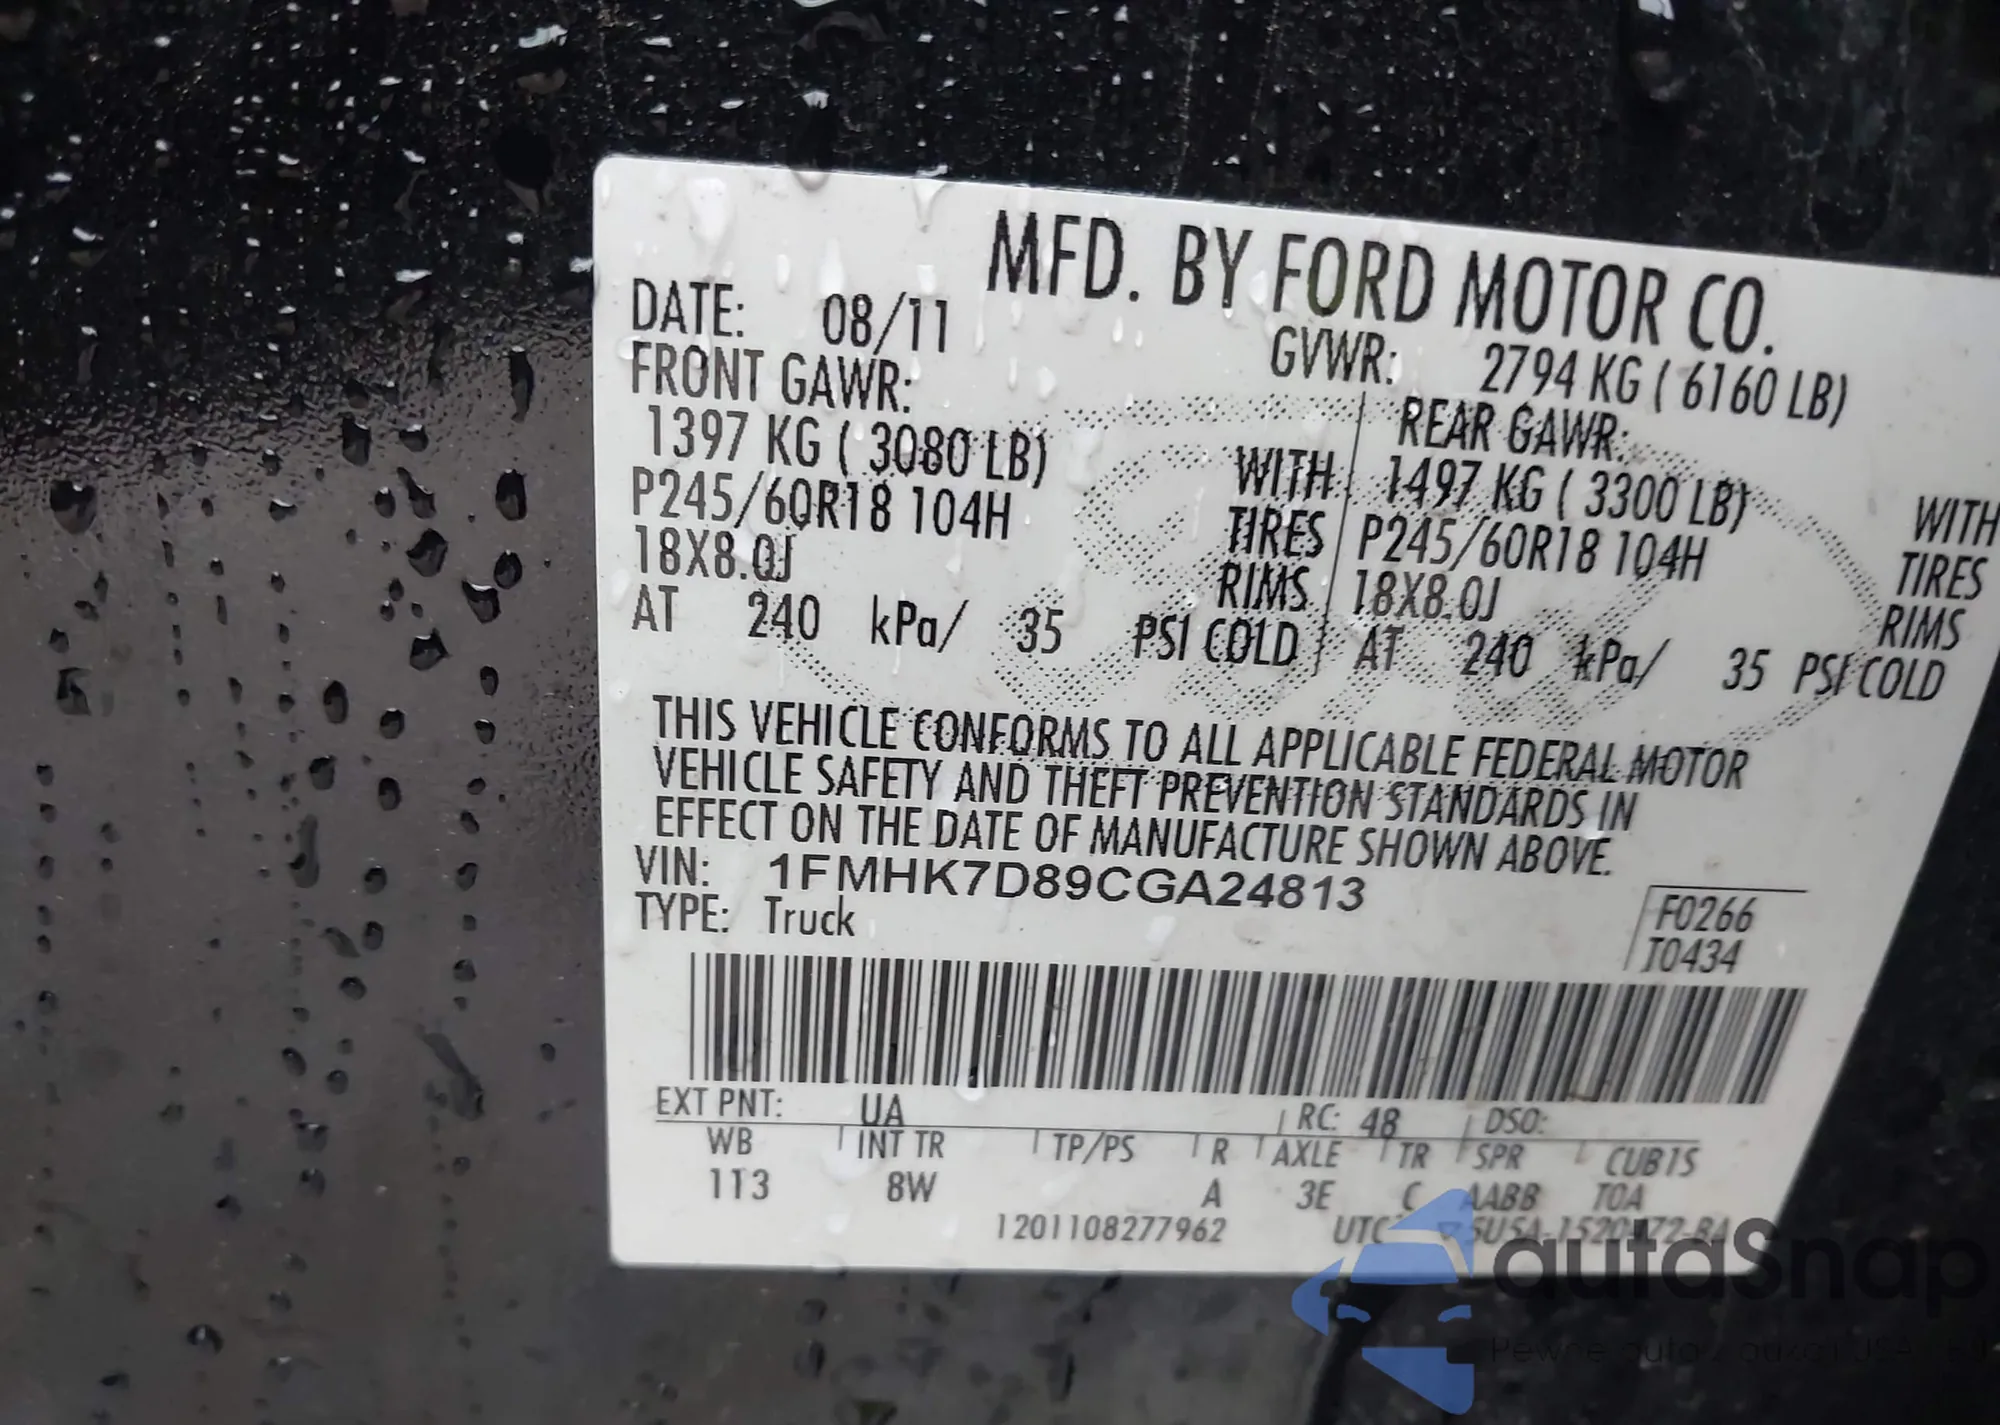 MFD. BY FORD MOTOR CO.
DATE: 08/11 GVWR: 2794 KG ( 6160 LB)
FRONT GAWR: REAR GAWR:
1397 KG ( 3080 LB) WITH 1497 KG ( 3300 LB) WITH
P245/60R18 104H TIRES P245/60R18 104H TIRES
18X8.0J RIMS 18X8.0J RIMS
AT 240 kPa/ 35 PSI COLD AT 240 kPa/ 35 PSI COLD
THIS VEHICLE CONFORMS TO ALL APPLICABLE FEDERAL MOTOR
VEHICLE SAFETY AND THEFT PREVENTION STANDARDS IN
EFFECT ON THE DATE OF MANUFACTURE SHOWN ABOVE.
VIN: 1FMHK7D89CGA24813
TYPE: Truck
F0266
T0434
EXT PNT: UA RC: 48 DSO:
WB INT TR TP/PS R AXLE TR SPR CUB1S
1T3 8W A 3E C AABB TOA
1201108277962
autaSnap